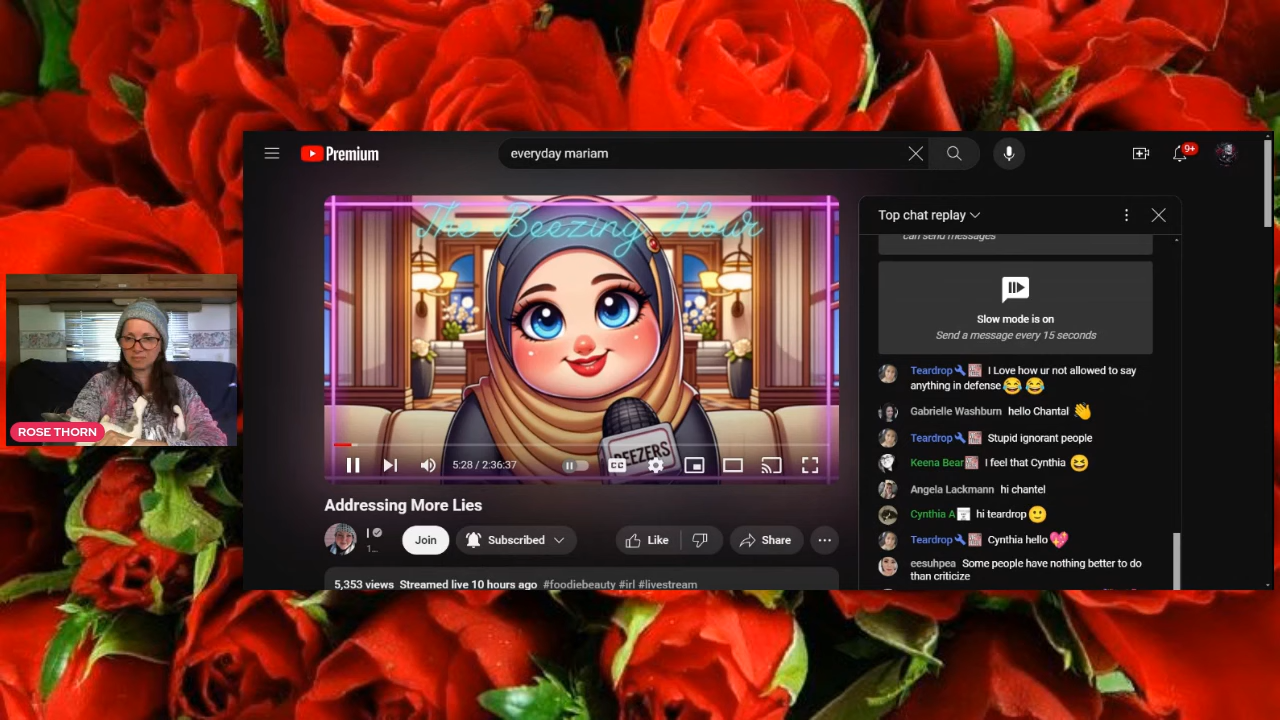 Premium
everyday mariam
9+
The Beezing Hour
BEEZERS
CC
5:28 / 2:36:37
Addressing More Lies
Join
Subscribed
Like
Share
5,353 views Streamed live 10 hours ago #foodiebeauty #irl #livestream
Top chat replay
can send messages
Slow mode is on
Send a message every 15 seconds
Teardrop I Love how ur not allowed to say
anything in defense
Gabrielle Washburn hello Chantal
Teardrop Stupid ignorant people
Keena Bear I feel that Cynthia
Angela Lackmann hi chantel
Cynthia A hi teardrop
Teardrop Cynthia hello
eesuhpea Some people have nothing better to do
than criticize
ROSE THORN